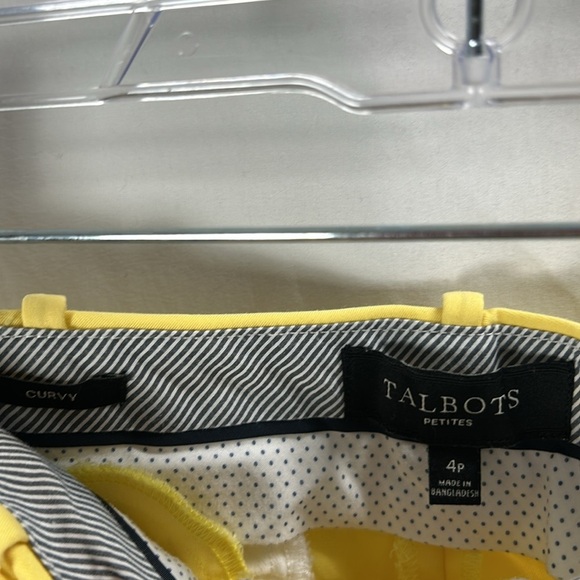 CURVY
TALBOTS
PETITES
4P
MADE IN
BANGLADESH